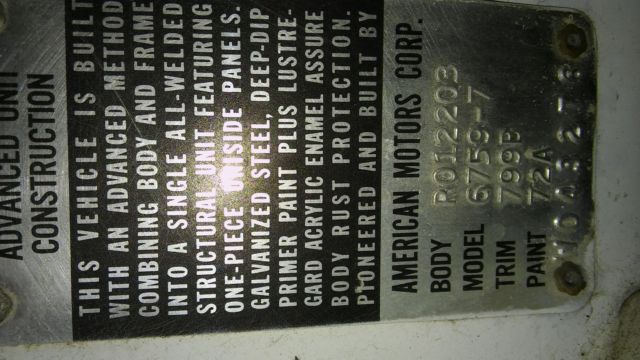 ADVANCED UNIT
CONSTRUCTION
THIS VEHICLE IS BUILT
WITH AN ADVANCED METHOD
COMBINING BODY AND FRAME
INTO A SINGLE ALL-WELDED
STRUCTURAL UNIT FEATURING
ONE-PIECE UNISIDE PANELS.
GALVANIZED STEEL, DEEP-DIP
PRIMER PAINT PLUS LUSTRE-
GARD ACRYLIC ENAMEL ASSURE
BODY RUST PROTECTION.
PIONEERED AND BUILT BY
AMERICAN MOTORS CORP.
BODY R012203
MODEL 6759-7
TRIM 799B
PAINT 72A